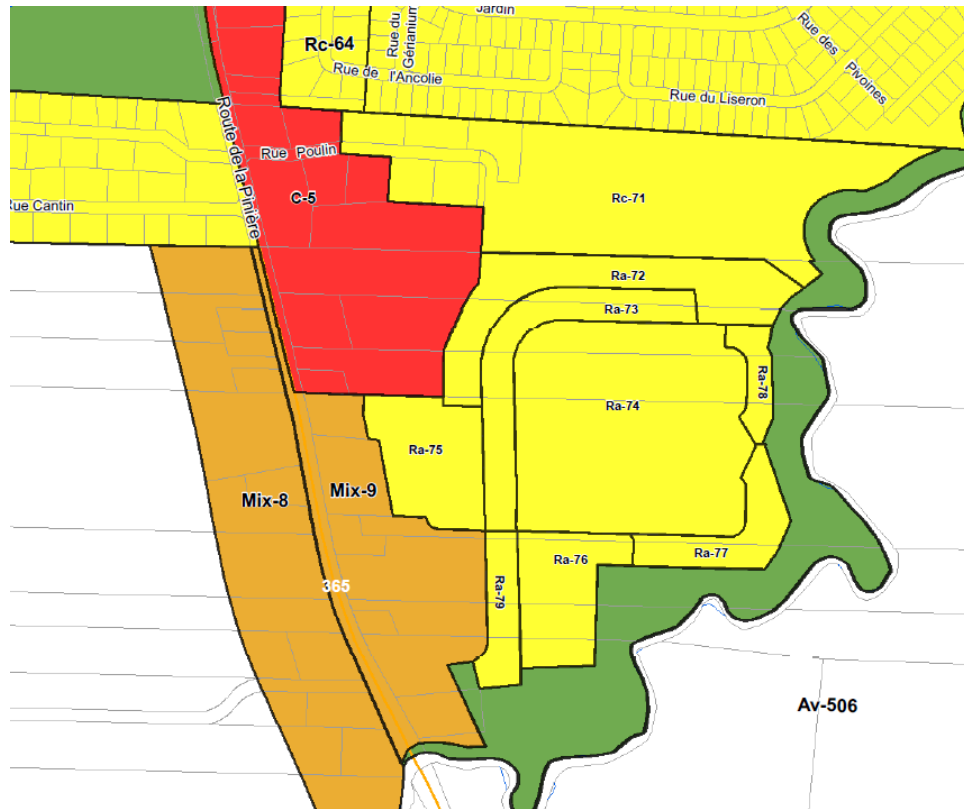 Jardin
Rue des Pivoines
Rue du Gérianium
Rc-64
Rue de l'Ancolie
Rue du Liseron
Route de la Pinière
Rue Poulin
C-5
Rc-71
Rue Cantin
Ra-72
Ra-73
Ra-78
Ra-74
Ra-75
Mix-8
Mix-9
Ra-76
Ra-77
365
Ra-79
Av-506